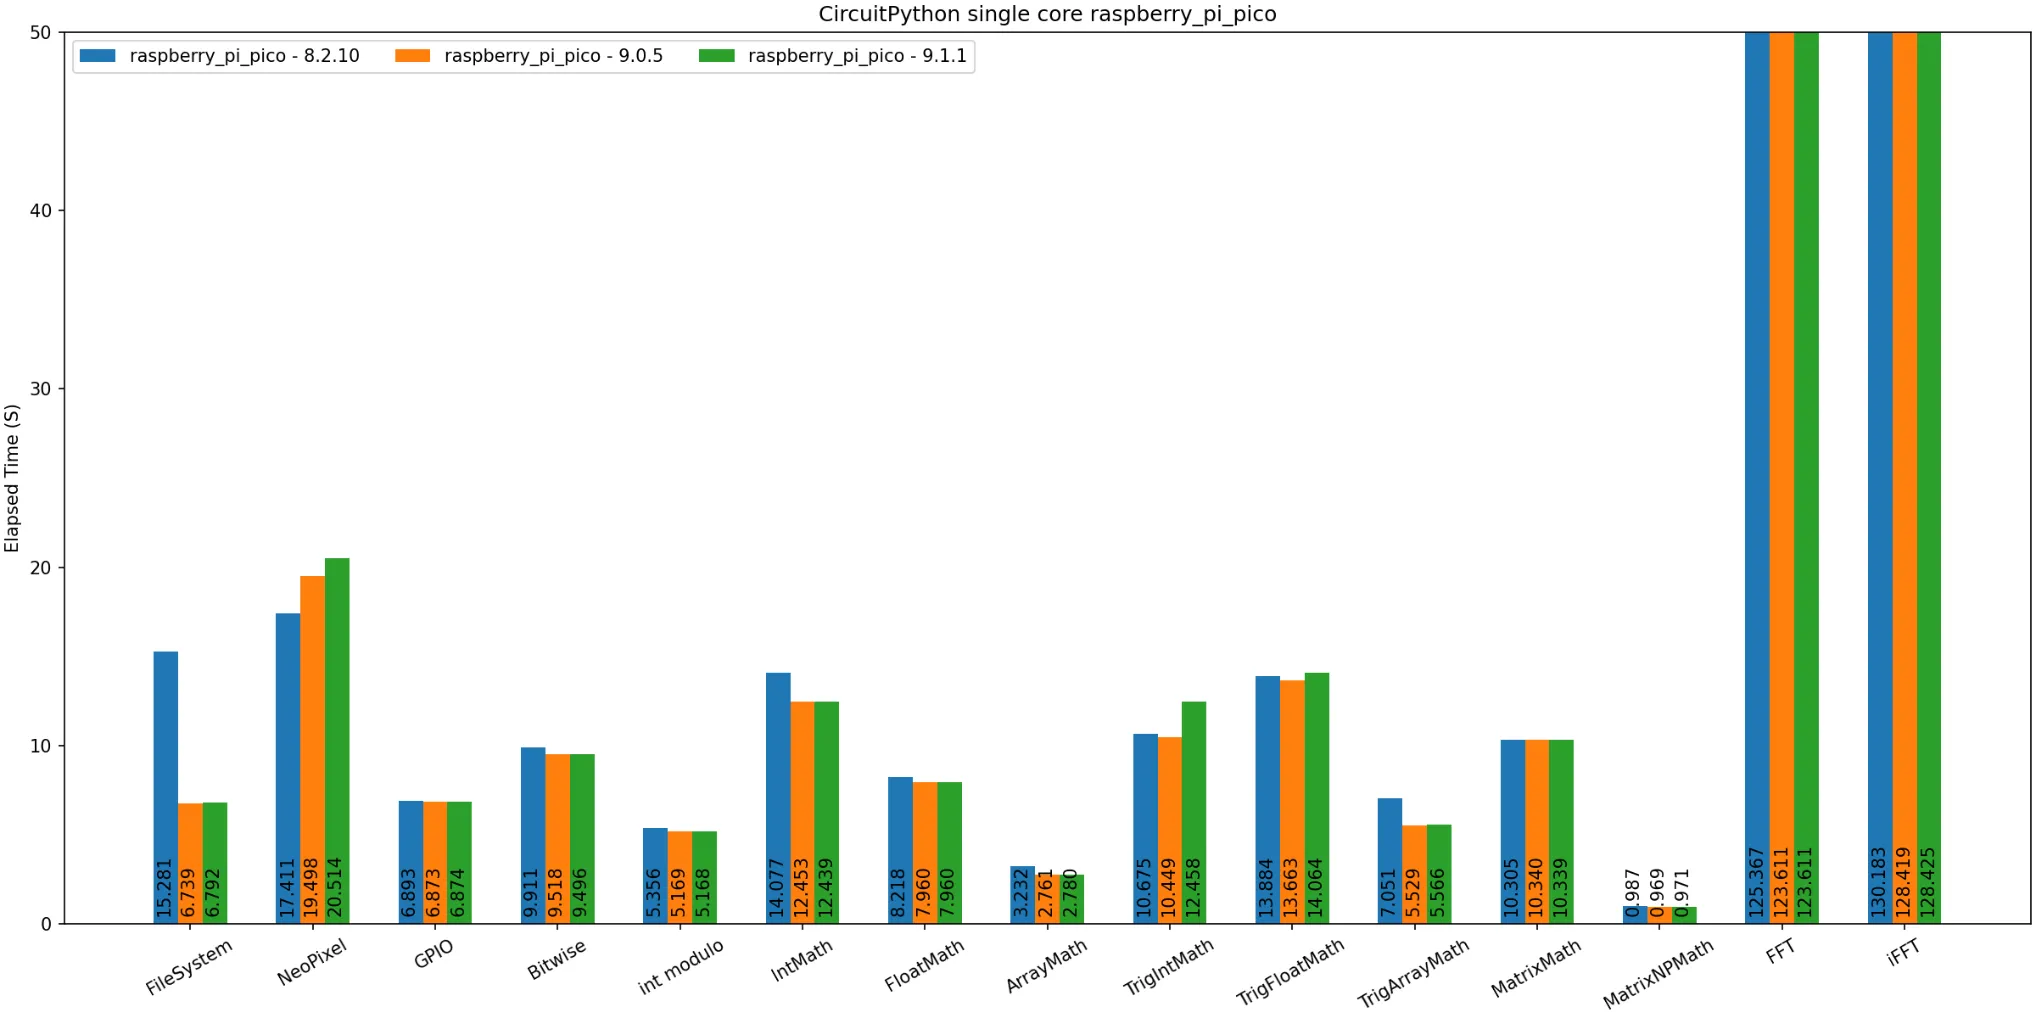 CircuitPython single core raspberry_pi_pico
raspberry_pi_pico - 8.2.10 raspberry_pi_pico - 9.0.5 raspberry_pi_pico - 9.1.1
Elapsed Time (S)
50
40
30
20
10
0
15.281 6.739 6.792 17.411 19.498 20.514 6.893 6.873 6.874 9.911 9.518 9.496 5.356 5.169 5.168 14.077 12.453 12.439 8.218 7.960 7.960 3.232 2.761 2.780 10.675 10.449 12.458 13.884 13.663 14.064 7.051 5.529 5.566 10.305 10.340 10.339 0.987 0.969 0.971 125.367 123.611 123.611 130.183 128.419 128.425
FileSystem NeoPixel GPIO Bitwise int modulo IntMath FloatMath ArrayMath TrigIntMath TrigFloatMath TrigArrayMath MatrixMath MatrixNPMath FFT iFFT